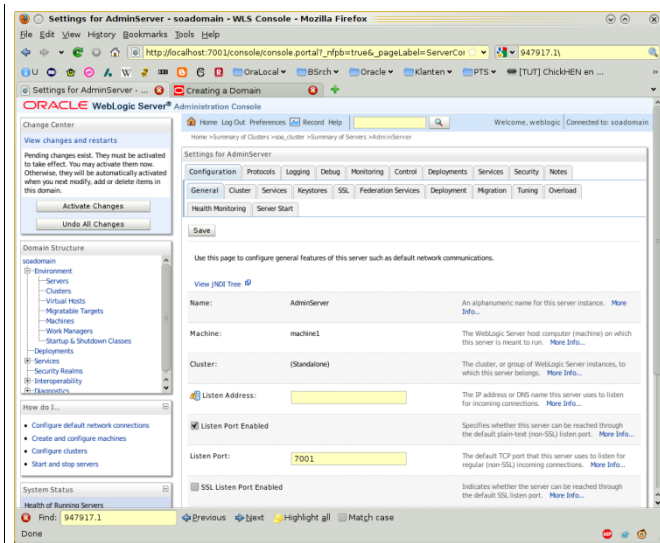 Settings for AdminServer - soadomain - WLS Console - Mozilla Firefox
File Edit View History Bookmarks Tools Help
http://localhost:7001/console/console.portal?_nfpb=true&_pageLabel=ServerCor
947917.1\
U
W
R
OraLocal
BSrch
Oracle
Klanten
PTS
[TUT] ChickHEN en ...
Settings for AdminServer - ...
Creating a Domain
ORACLE WebLogic Server® Administration Console
Change Center
View changes and restarts
Pending changes exist. They must be activated
to take effect. You may activate them now.
Otherwise, they will be automatically activated
when you next modify, add or delete items in
this domain.
Activate Changes
Undo All Changes
Domain Structure
soadomain
Environment
Servers
Clusters
Virtual Hosts
Migratable Targets
Machines
Work Managers
Startup & Shutdown Classes
Deployments
Services
Security Realms
Interoperability
Diagnostics
How do I...
Configure default network connections
Create and configure machines
Configure clusters
Start and stop servers
System Status
Health of Running Servers
Home Log Out Preferences Record Help
Welcome, weblogic Connected to: soadomain
Home >Summary of Clusters >soa_cluster >Summary of Servers >AdminServer
Settings for AdminServer
Configuration Protocols Logging Debug Monitoring Control Deployments Services Security Notes
General Cluster Services Keystores SSL Federation Services Deployment Migration Tuning Overload
Health Monitoring Server Start
Save
Use this page to configure general features of this server such as default network communications.
View JNDI Tree
Name: AdminServer An alphanumeric name for this server instance. More
Info...
Machine: machine1 The WebLogic Server host computer (machine) on which
this server is meant to run. More Info...
Cluster: (Standalone) The cluster, or group of WebLogic Server instances, to
which this server belongs. More Info...
Listen Address: The IP address or DNS name this server uses to listen
for incoming connections. More Info...
Listen Port Enabled Specifies whether this server can be reached through
the default plain-text (non-SSL) listen port. More Info...
Listen Port: 7001 The default TCP port that this server uses to listen for
regular (non-SSL) incoming connections. More Info...
SSL Listen Port Enabled Indicates whether the server can be reached through
the default SSL listen port. More Info...
Find: 947917.1 Previous Next Highlight all Match case
Done
ABP